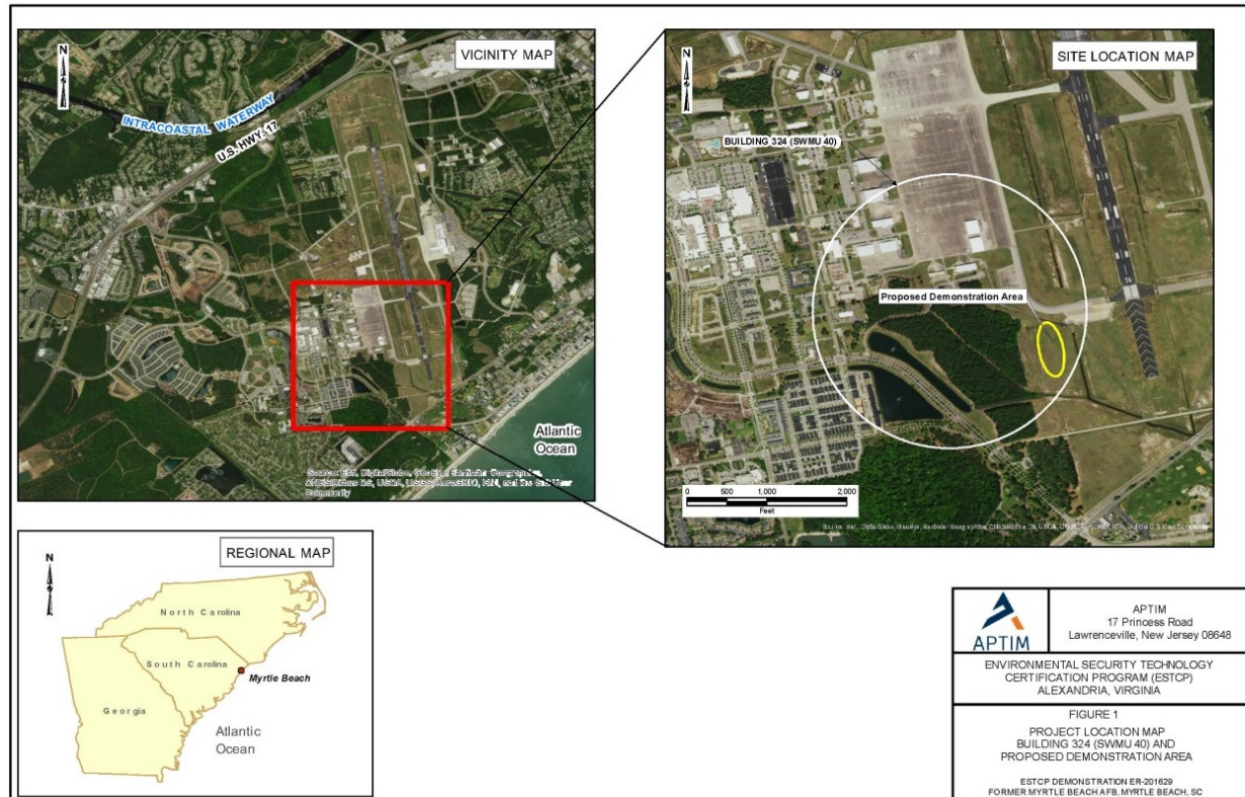 N
VICINITY MAP
INTRACOASTAL WATERWAY
U.S. HWY. 17
Atlantic
Ocean
Community
N
SITE LOCATION MAP
BUILDING 324 (SWMU 40)
Proposed Demonstration Area
0 500 1,000 2,000
Feet
N
REGIONAL MAP
North Carolina
South Carolina
Myrtle Beach
Georgia
Atlantic
Ocean
APTIM
APTIM
17 Princess Road
Lawrenceville, New Jersey 08648
ENVIRONMENTAL SECURITY TECHNOLOGY
CERTIFICATION PROGRAM (ESTCP)
ALEXANDRIA, VIRGINIA
FIGURE 1
PROJECT LOCATION MAP
BUILDING 324 (SWMU 40) AND
PROPOSED DEMONSTRATION AREA
ESTCP DEMONSTRATION ER-201629
FORMER MYRTLE BEACH AFB, MYRTLE BEACH, SC